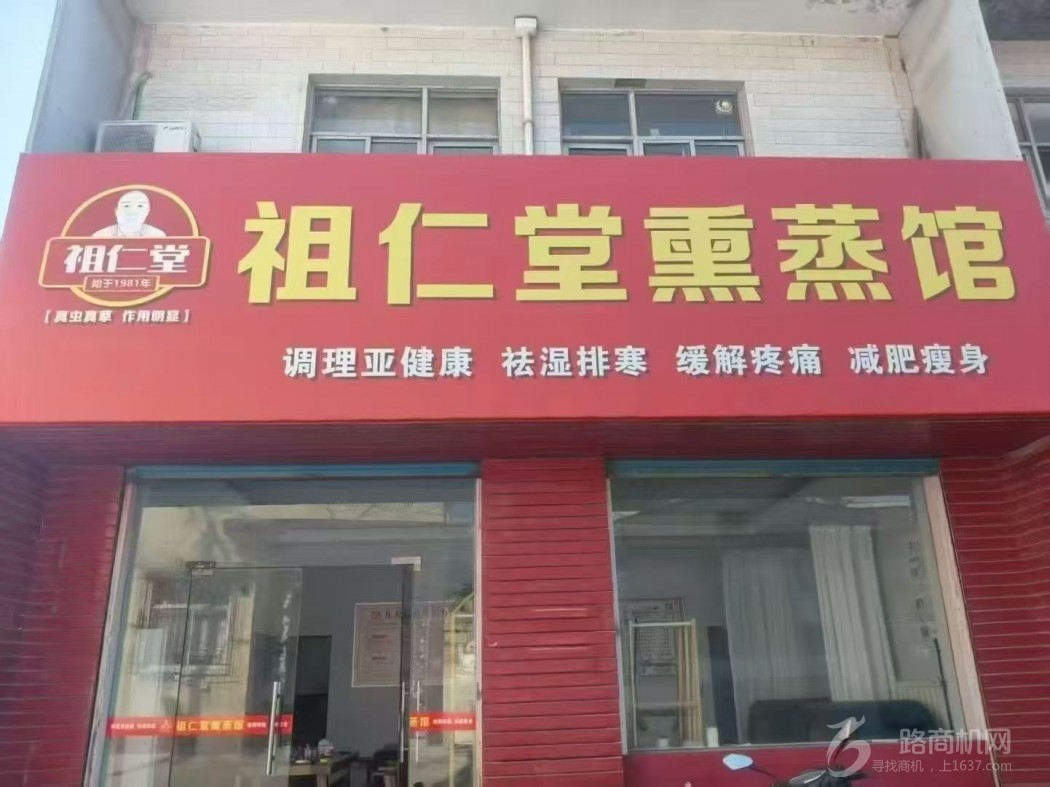 祖仁堂熏蒸馆
祖仁堂
始于1981年
【真虫真草 作用明显】
调理亚健康 祛湿排寒 缓解疼痛 减肥瘦身
祖仁堂熏蒸馆
蒸馆
一路商机网
寻找商机，上1637.com